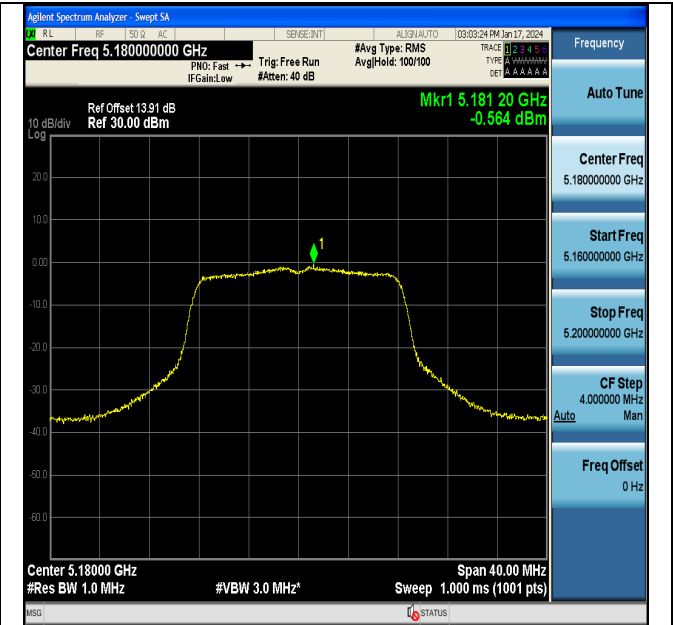 Agilent Spectrum Analyzer - Swept SA
RL RF 50 Ω AC SENSE:INT ALIGN AUTO 03:03:24 PM Jan 17, 2024
Center Freq 5.180000000 GHz
#Avg Type: RMS
TRACE 1 2 3 4 5 6
PNO: Fast Trig: Free Run Avg|Hold: 100/100
TYPE A WWWWW
IFGain:Low #Atten: 40 dB
DET A A A A A A
Mkr1 5.181 20 GHz
-0.564 dBm
Ref Offset 13.91 dB
10 dB/div Ref 30.00 dBm
Log
20.0
10.0
0.00
-10.0
-20.0
-30.0
-40.0
-50.0
-60.0
1
Center 5.18000 GHz Span 40.00 MHz
#Res BW 1.0 MHz #VBW 3.0 MHz* Sweep 1.000 ms (1001 pts)
MSG STATUS
Frequency
Auto Tune
Center Freq
5.180000000 GHz
Start Freq
5.160000000 GHz
Stop Freq
5.200000000 GHz
CF Step
4.000000 MHz
Auto Man
Freq Offset
0 Hz